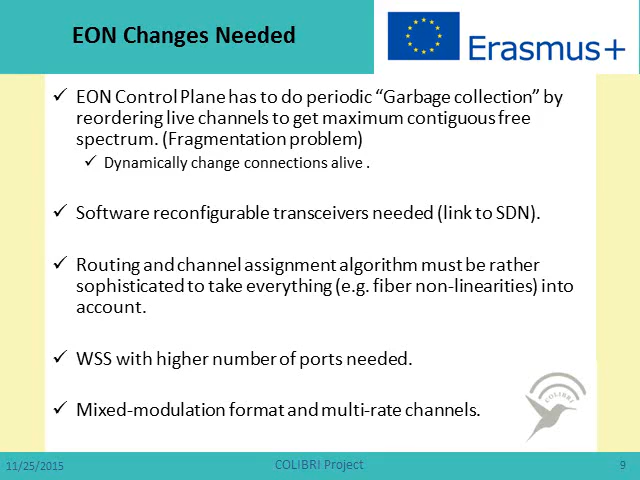 EON Changes Needed
Erasmus+
✓ EON Control Plane has to do periodic “Garbage collection” by
reordering live channels to get maximum contiguous free
spectrum. (Fragmentation problem)
✓ Dynamically change connections alive .
✓ Software reconfigurable transceivers needed (link to SDN).
✓ Routing and channel assignment algorithm must be rather
sophisticated to take everything (e.g. fiber non-linearities) into
account.
✓ WSS with higher number of ports needed.
✓ Mixed-modulation format and multi-rate channels.
COLIBRI
11/25/2015
COLIBRI Project
9